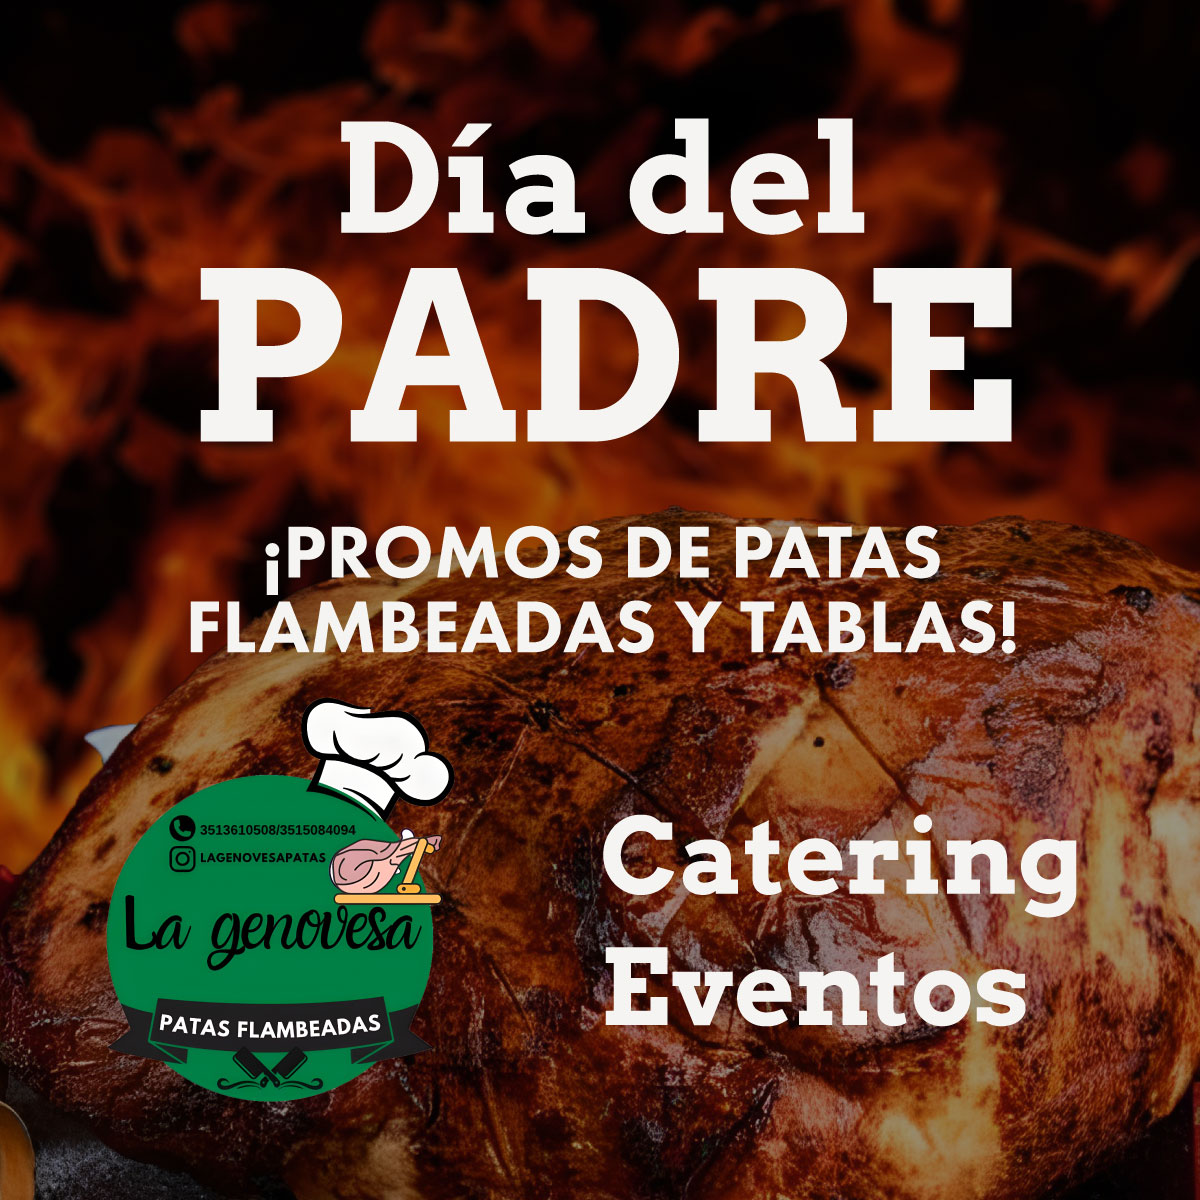 Día del
PADRE
¡PROMOS DE PATAS
FLAMBEADAS Y TABLAS!
3513610508/3515084094
LAGENOVESAPATAS
La genovesa
PATAS FLAMBEADAS
Catering
Eventos